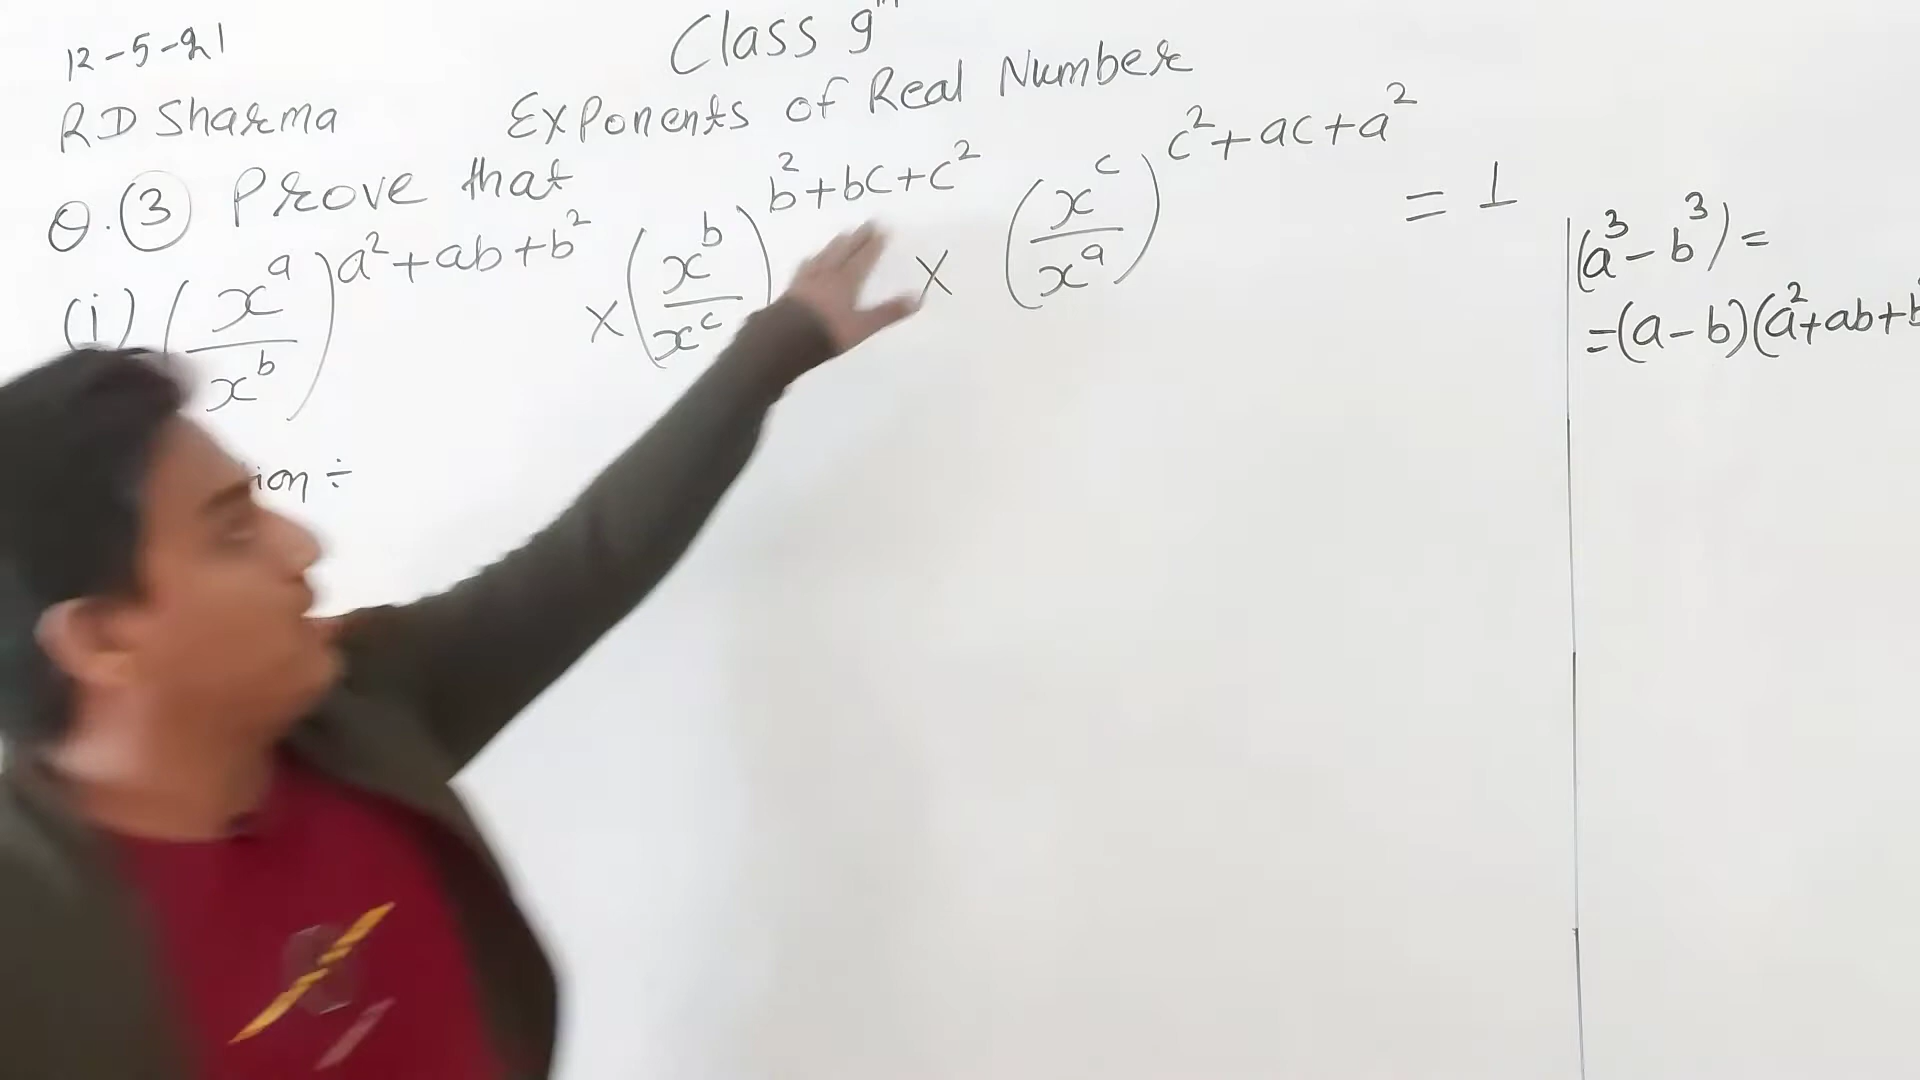 12-5-21
Class 9th
RD Sharma
Exponents of Real Number
Q.(3) Prove that
(i) (x^a/x^b)^(a²+ab+b²) × (x^b/x^c)^(b²+bc+c²) × (x^c/x^a)^(c²+ac+a²) = 1
(a³-b³) =
=(a-b)(a²+ab+b